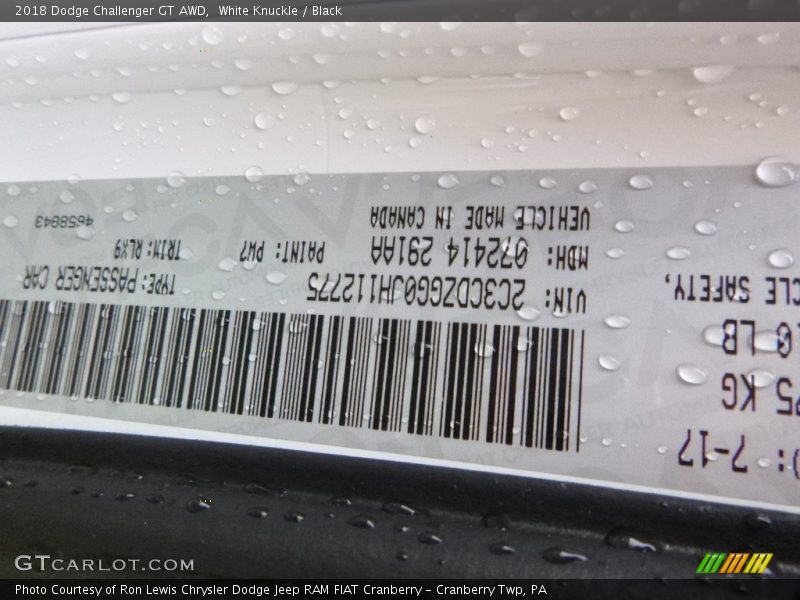 2018 Dodge Challenger GT AWD, White Knuckle / Black
): 7-17
75 KG
0 LB
CLE SAFETY,
VIN: 2C3CDZGG0JH112775
TYPE: PASSENGER CAR
MDH: 072414 291AA
PAINT: PW7
TRIM: RLX9
VEHICLE MADE IN CANADA
4658843
GTCARLOT.COM
Photo Courtesy of Ron Lewis Chrysler Dodge Jeep RAM FIAT Cranberry – Cranberry Twp, PA